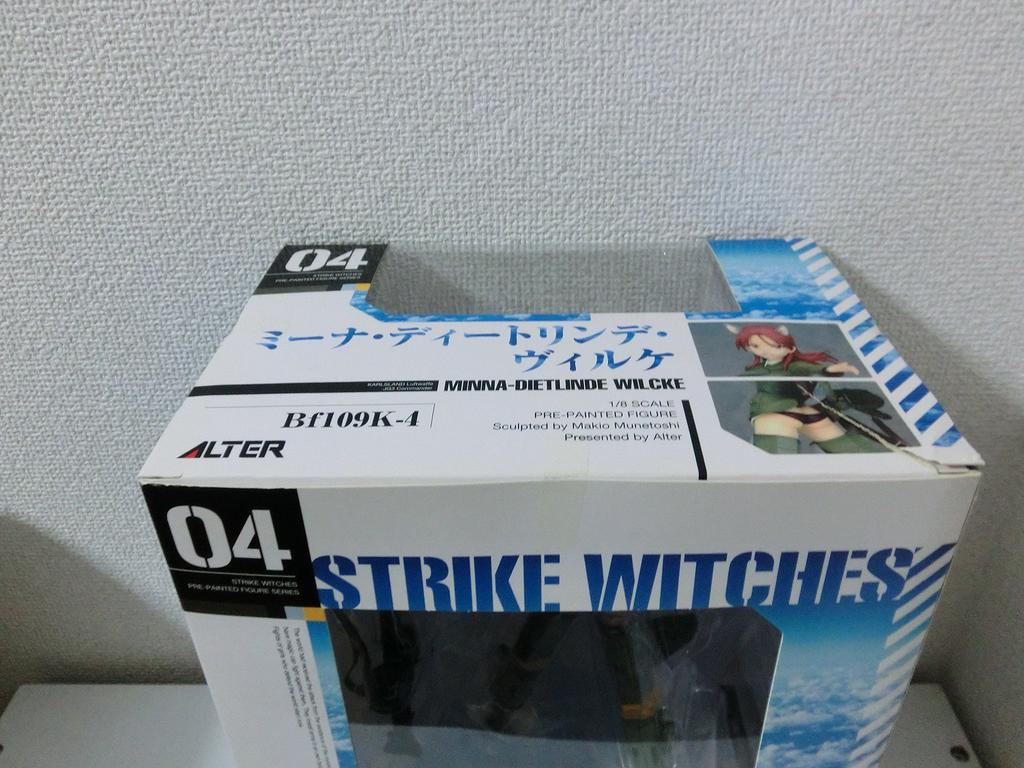 04
STRIKE WITCHES
PRE-PAINTED FIGURE SERIES
ミーナ・ディートリンデ・
ヴィルケ
KARLSLAND Luftwaffe
JG3 Commander
MINNA-DIETLINDE WILCKE
Bf109K-4
1/8 SCALE
PRE-PAINTED FIGURE
Sculpted by Makio Munetoshi
Presented by Alter
ALTER
04
STRIKE WITCHES
PRE-PAINTED FIGURE SERIES
STRIKE WITCHES